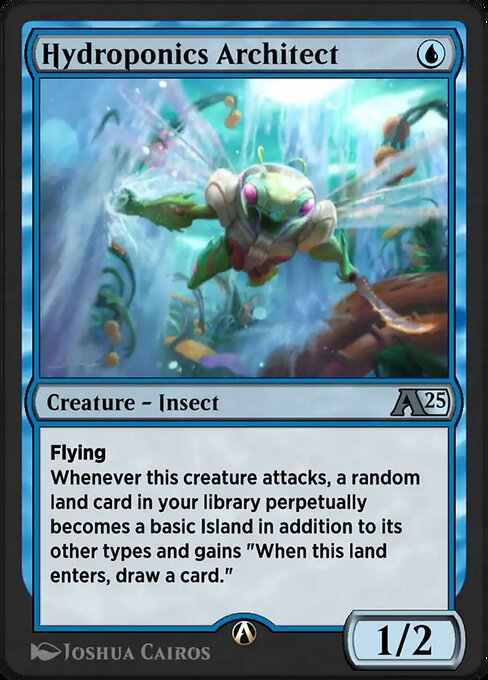 Hydroponics Architect
Creature – Insect
A25
Flying
Whenever this creature attacks, a random
land card in your library perpetually
becomes a basic Island in addition to its
other types and gains "When this land
enters, draw a card."
1/2
Joshua Cairos